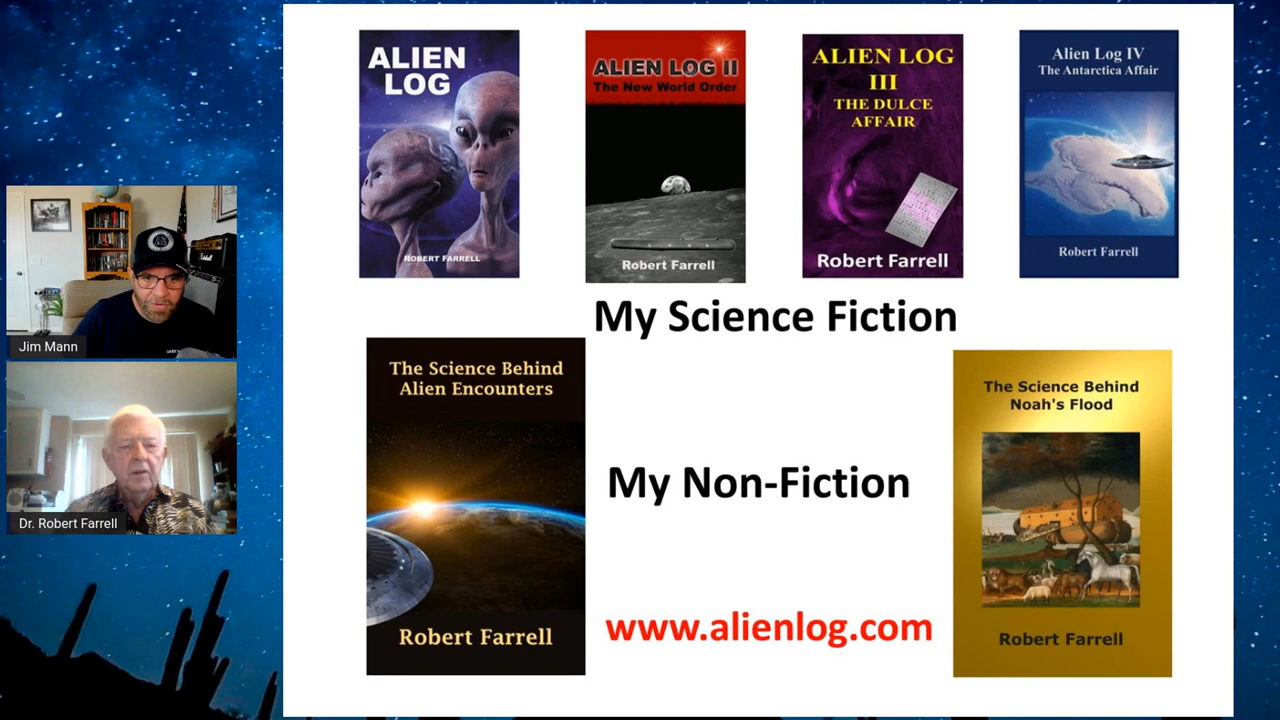 ALIEN
LOG
ROBERT FARRELL
ALIEN LOG II
The New World Order
Robert Farrell
ALIEN LOG
III
THE DULCE
AFFAIR
Robert Farrell
Alien Log IV
The Antarctica Affair
Robert Farrell
My Science Fiction
The Science Behind
Alien Encounters
Robert Farrell
My Non-Fiction
www.alienlog.com
The Science Behind
Noah's Flood
Robert Farrell
Jim Mann
Dr. Robert Farrell